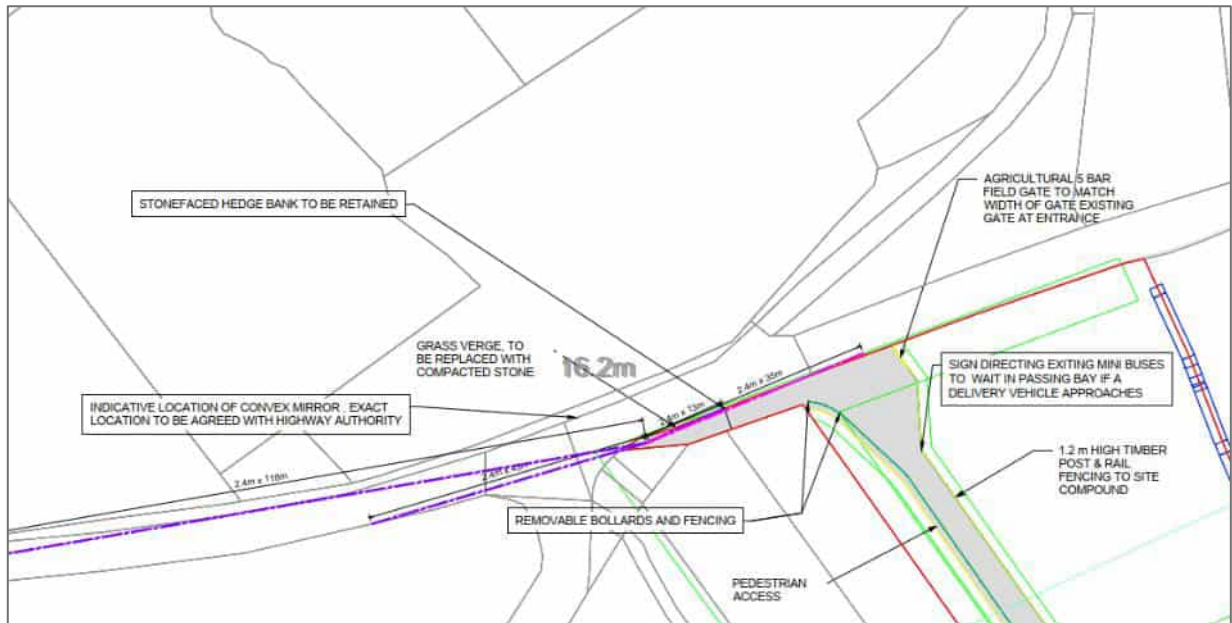 STONEFACED HEDGE BANK TO BE RETAINED
AGRICULTURAL 5 BAR
FIELD GATE TO MATCH
WIDTH OF GATE EXISTING
GATE AT ENTRANCE
GRASS VERGE, TO
BE REPLACED WITH
COMPACTED STONE
16.2m
2.4m x 35m
SIGN DIRECTING EXITING MINI BUSES
TO WAIT IN PASSING BAY IF A
DELIVERY VEHICLE APPROACHES
INDICATIVE LOCATION OF CONVEX MIRROR . EXACT
LOCATION TO BE AGREED WITH HIGHWAY AUTHORITY
2.4m x 13m
2.4m x 118m
1.2 m HIGH TIMBER
POST & RAIL
FENCING TO SITE
COMPOUND
REMOVABLE BOLLARDS AND FENCING
PEDESTRIAN
ACCESS